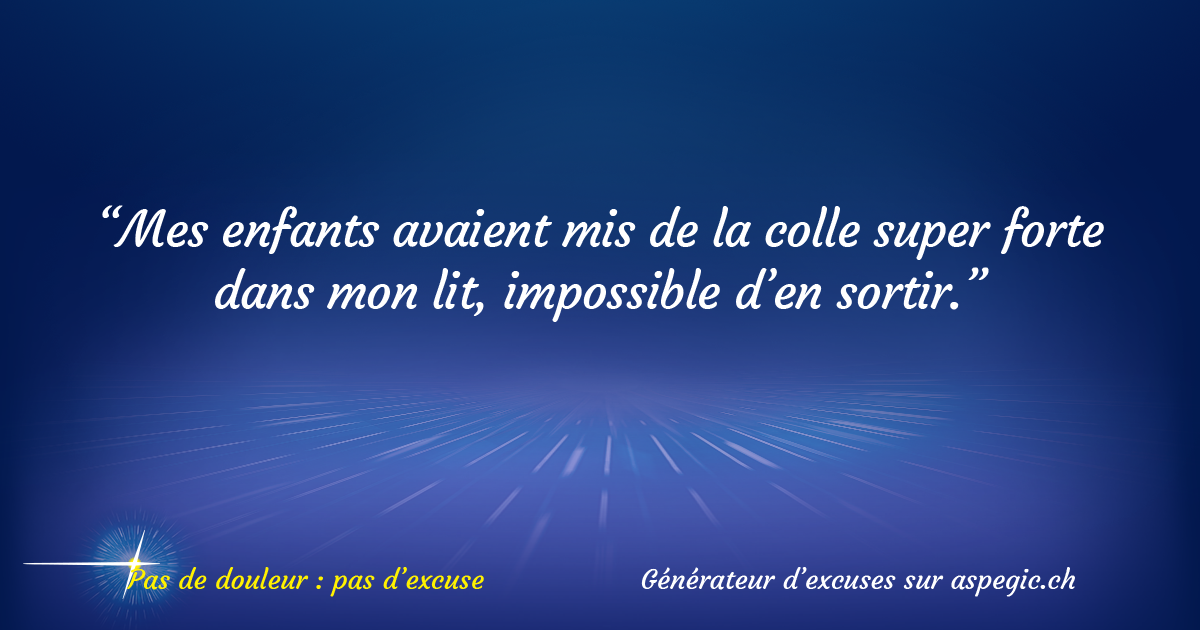 “Mes enfants avaient mis de la colle super forte
dans mon lit, impossible d’en sortir.”
Pas de douleur : pas d’excuse
Générateur d’excuses sur aspegic.ch